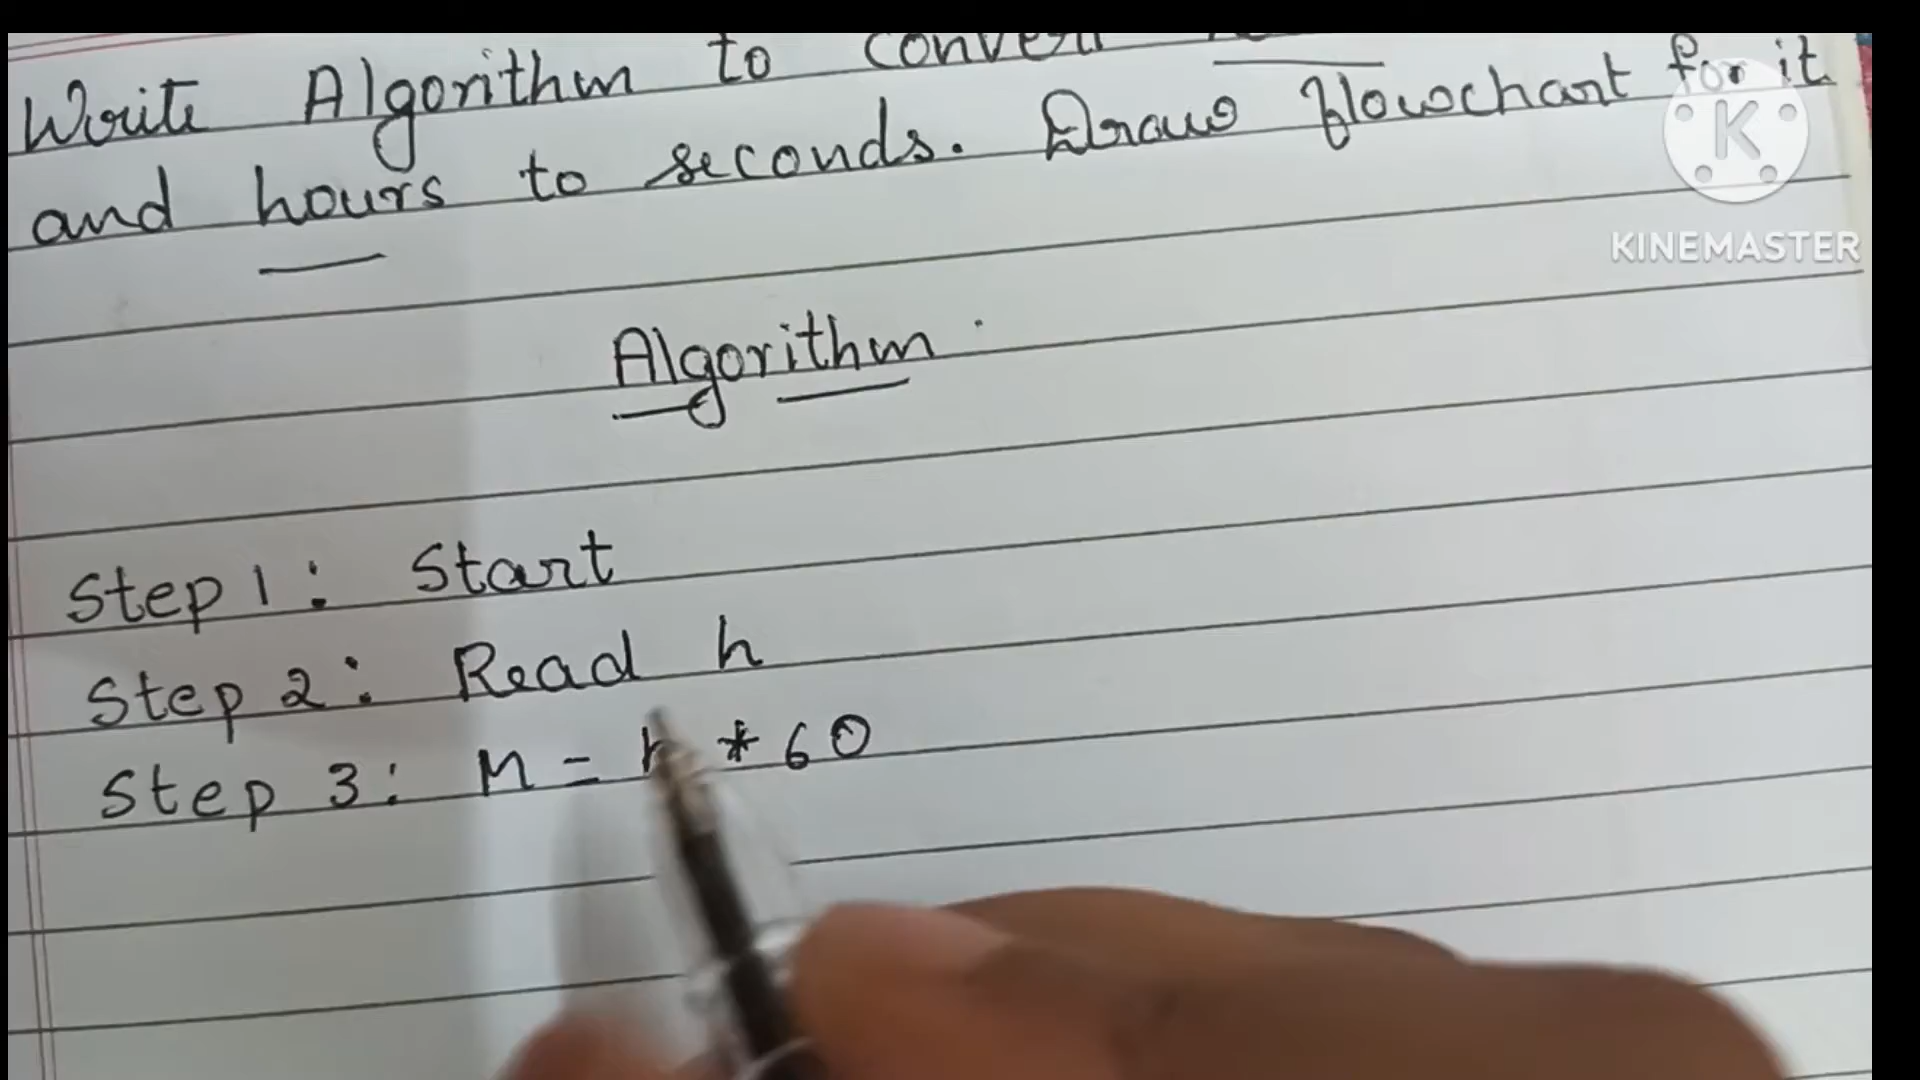 Write Algorithm to convert
and hours to seconds. Draw flowchart for it
K
KINEMASTER
Algorithm
Step 1: Start
Step 2: Read h
Step 3: M = h * 60